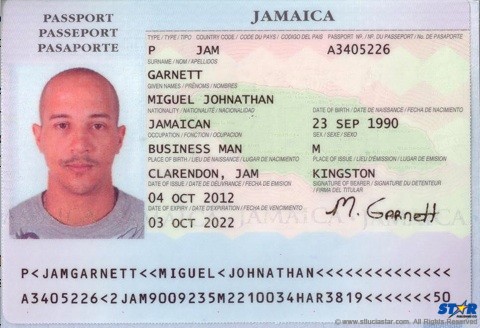 PASSPORT JAMAICA
PASSEPORT
PASAPORTE
TYPE / TYPE / TIPO COUNTRY CODE / CODE DU PAYS / CÓDIGO DEL PAIS PASSPORT Nº. / Nº. DU PASSPORT / No. DE PASAPORTE
P JAM A3405226
SURNAME / NOM / APELLIDOS
GARNETT
GIVEN NAMES / PRÉNOMS / NOMBRES
MIGUEL JOHNATHAN
NATIONALITY / NATIONALITÉ / NACIONALIDAD DATE OF BIRTH / DATE DE NAISSANCE / FECHA DE NACIMIENTO
JAMAICAN 23 SEP 1990
OCCUPATION / FONCTION / OCUPACION SEX / SEXE / SEXO
BUSINESS MAN M
PLACE OF BIRTH / LIEU DE NAISSANCE / LUGAR DE NACIMIENTO PLACE OF ISSUE / LIEU D'ÉMISSION / LUGAR DE EMISION
CLARENDON, JAM KINGSTON
DATE OF ISSUE / DATE DE DÉLIVRANCE / FECHA DE EMISION SIGNATURE OF BEARER / SIGNATURE DU DETENTEUR
/ FIRMA DEL TITULAR
04 OCT 2012
DATE OF EXPIRY / DATE D'EXPIRATION / FECHA DE VENCIMIENTO
03 OCT 2022 M. Garnett
JAMAICA JAMAICA
P<JAMGARNETT<<MIGUEL<JOHNATHAN<<<<<<<<<<<<<<
A3405226<2JAM9009235M2210034HAR3819<<<<<<<50
STAR
© www.stluciastar.com. All Rights Reserved.